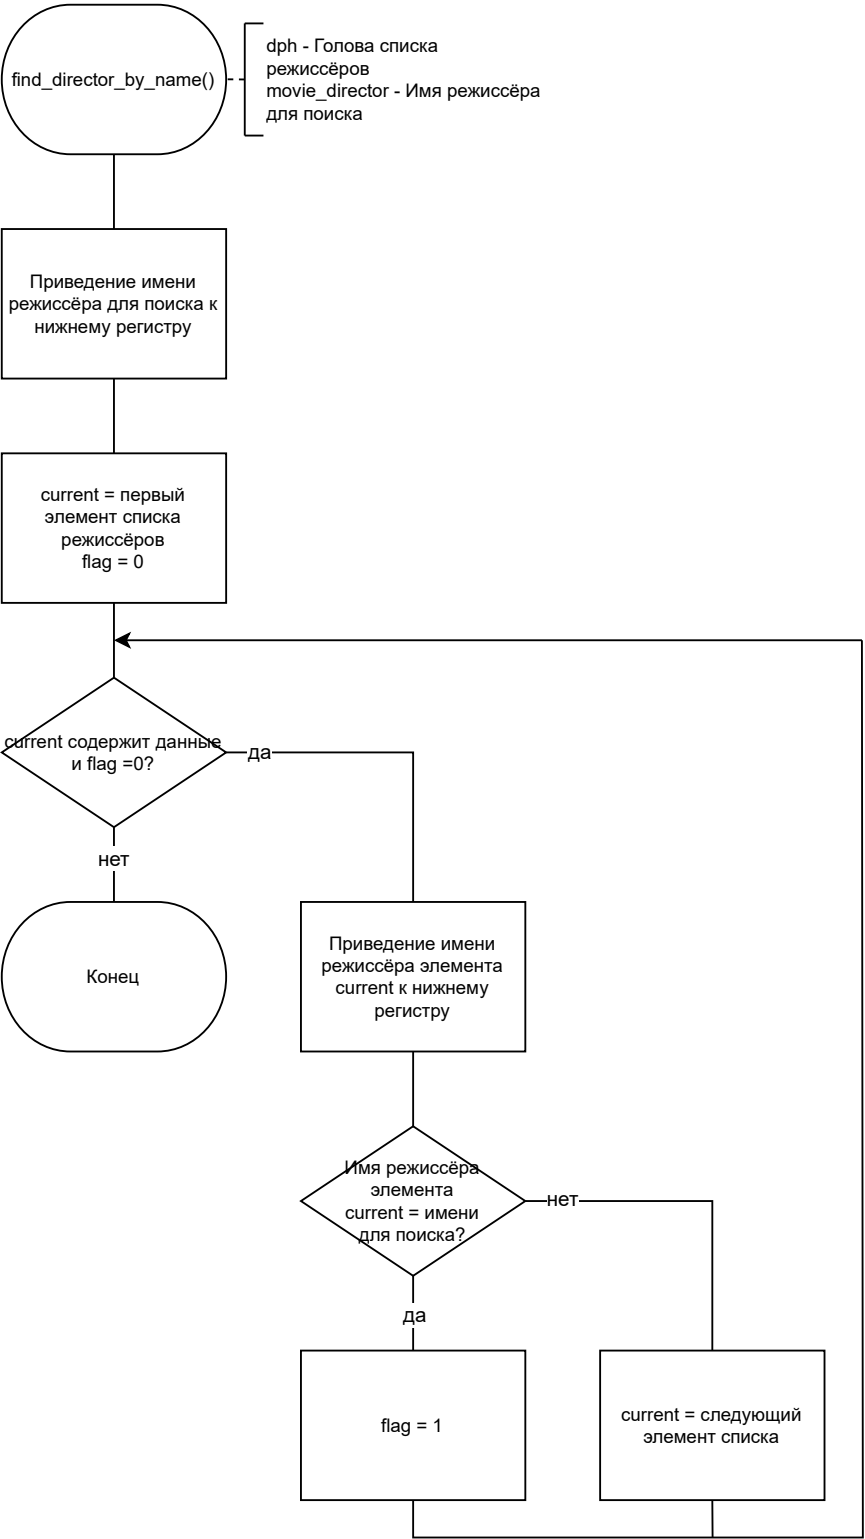 find_director_by_name()
dph - Голова списка
режиссёров
movie_director - Имя режиссёра
для поиска
Приведение имени
режиссёра для поиска к
нижнему регистру
current = первый
элемент списка
режиссёров
flag = 0
current содержит данные
и flag =0?
да
нет
Конец
Приведение имени
режиссёра элемента
current к нижнему
регистру
Имя режиссёра
элемента
current = имени
для поиска?
нет
да
flag = 1
current = следующий
элемент списка